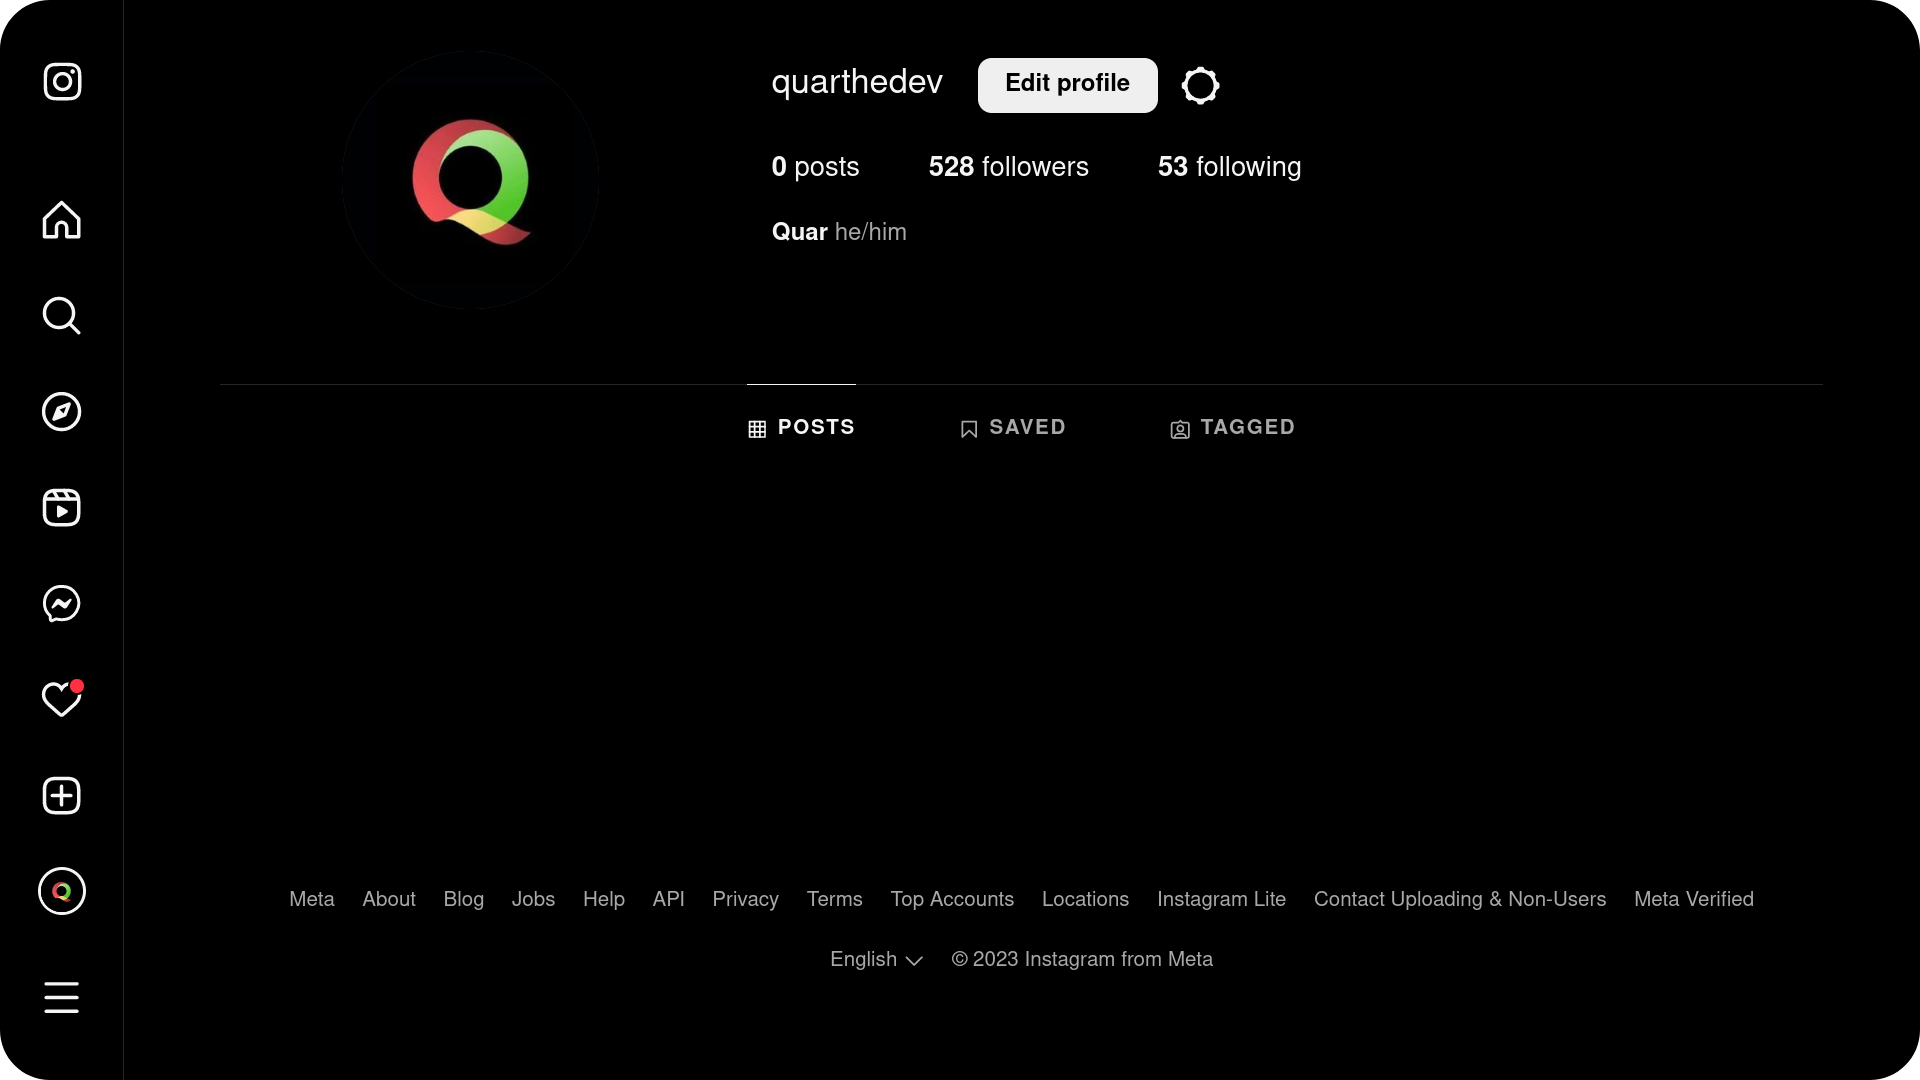 quarthedev Edit profile
0 posts 528 followers 53 following
Quar he/him
POSTS SAVED TAGGED
Meta About Blog Jobs Help API Privacy Terms Top Accounts Locations Instagram Lite Contact Uploading & Non-Users Meta Verified
English © 2023 Instagram from Meta